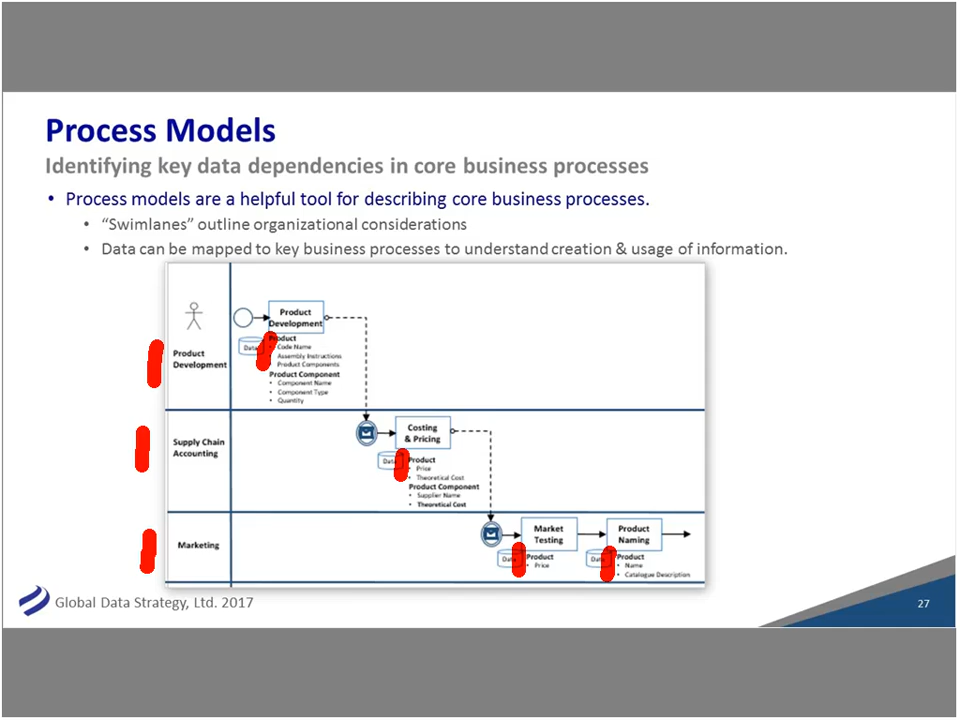 Process Models
Identifying key data dependencies in core business processes
• Process models are a helpful tool for describing core business processes.
• “Swimlanes” outline organizational considerations
• Data can be mapped to key business processes to understand creation & usage of information.
Product
Development
Product
Development
Data
Product
• Code Name
• Assembly Instructions
• Product Components
Product Component
• Component Name
• Component Type
• Quantity
Supply Chain
Accounting
Costing
& Pricing
Data
Product
• Price
• Theoretical Cost
Product Component
• Supplier Name
• Theoretical Cost
Marketing
Market
Testing
Data
Product
• Price
Product
Naming
Data
Product
• Name
• Catalogue Description
Global Data Strategy, Ltd. 2017
27